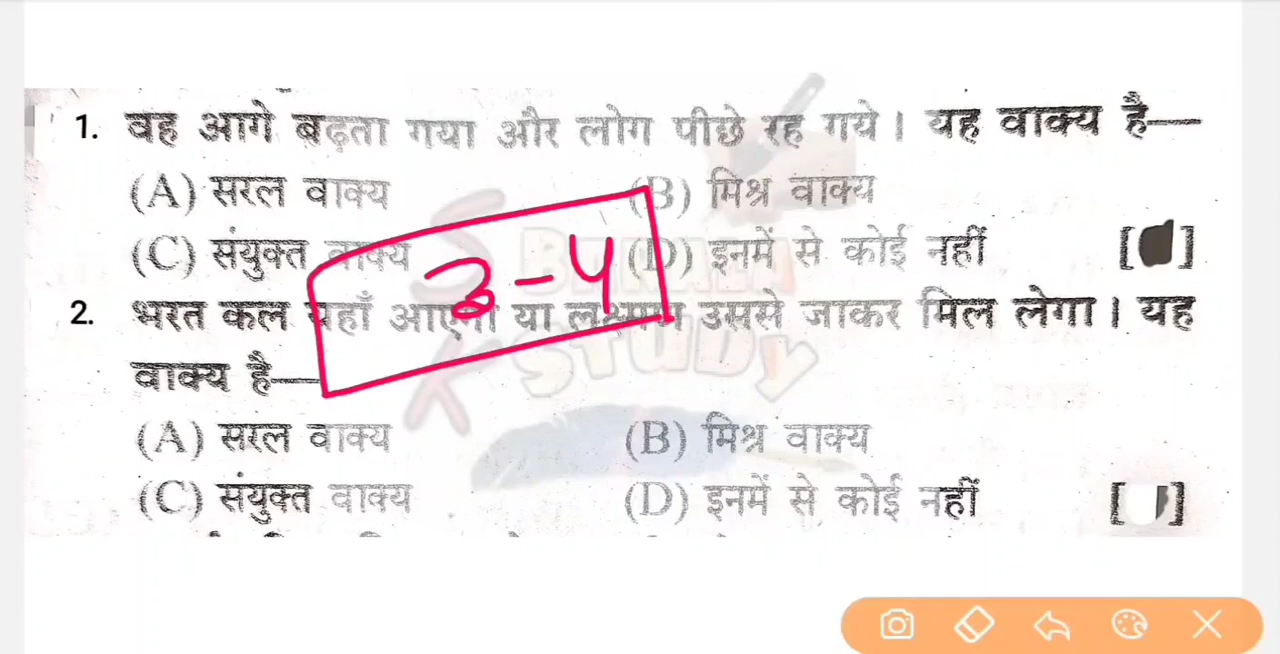 1. वह आगे बढ़ता गया और लोग पीछे रह गये। यह वाक्य है—
(A) सरल वाक्य (B) मिश्र वाक्य
(C) संयुक्त वाक्य (D) इनमें से कोई नहीं [ ]
3-4
2. भरत कल यहाँ आएगा या लक्ष्मण उससे जाकर मिल लेगा। यह
वाक्य है—
(A) सरल वाक्य (B) मिश्र वाक्य
(C) संयुक्त वाक्य (D) इनमें से कोई नहीं [ ]
STUDY